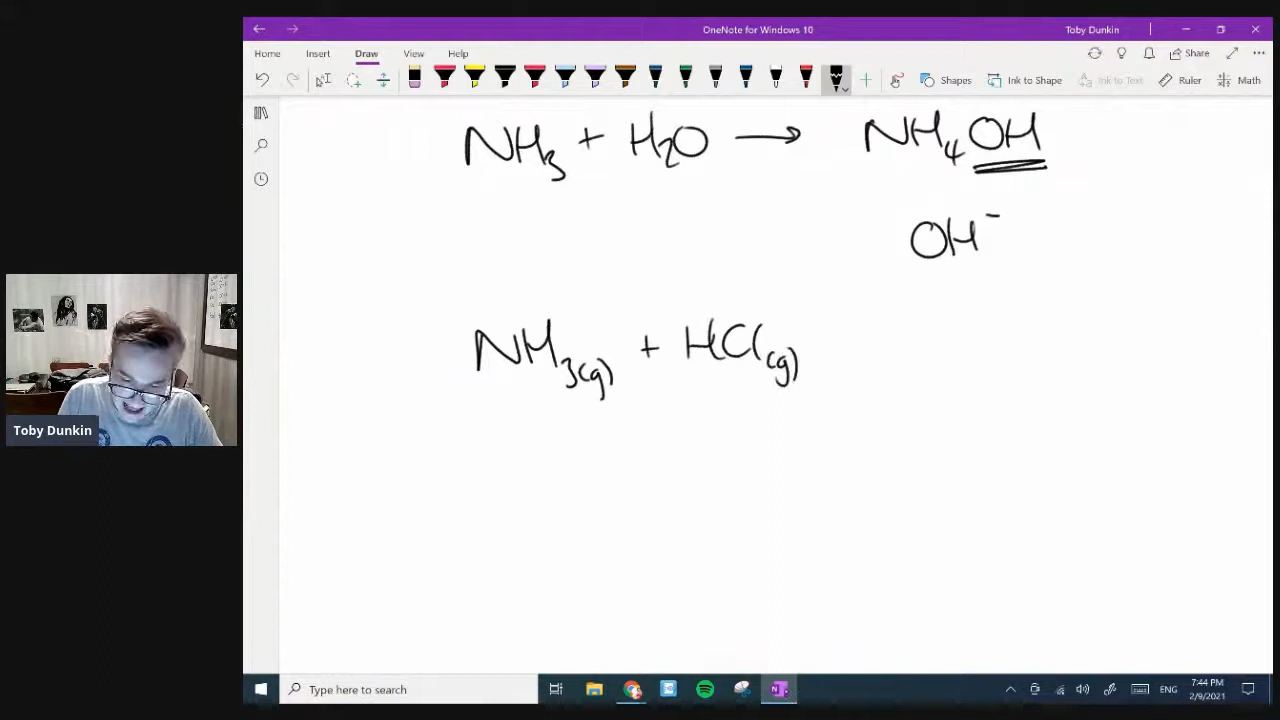 OneNote for Windows 10
Toby Dunkin
Home Insert Draw View Help
Share
Shapes Ink to Shape Ink to Text Ruler Math
NH3 + H2O → NH4OH
OH-
NH3(g) + HCl(g)
Toby Dunkin
Type here to search
ENG
7:44 PM
2/9/2021